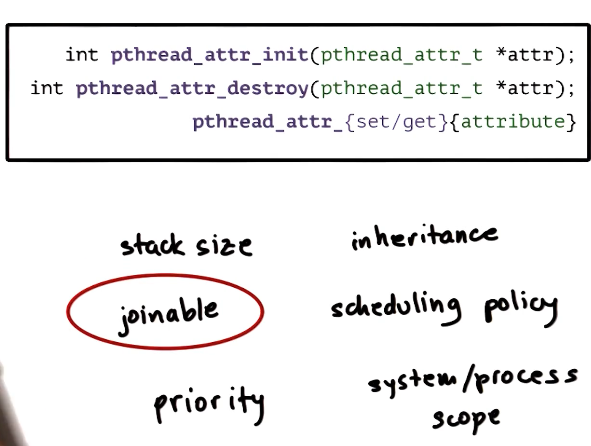 int pthread_attr_init(pthread_attr_t *attr);
int pthread_attr_destroy(pthread_attr_t *attr);
pthread_attr_{set/get}{attribute}
stack size
inheritance
joinable
scheduling policy
priority
system/process
scope